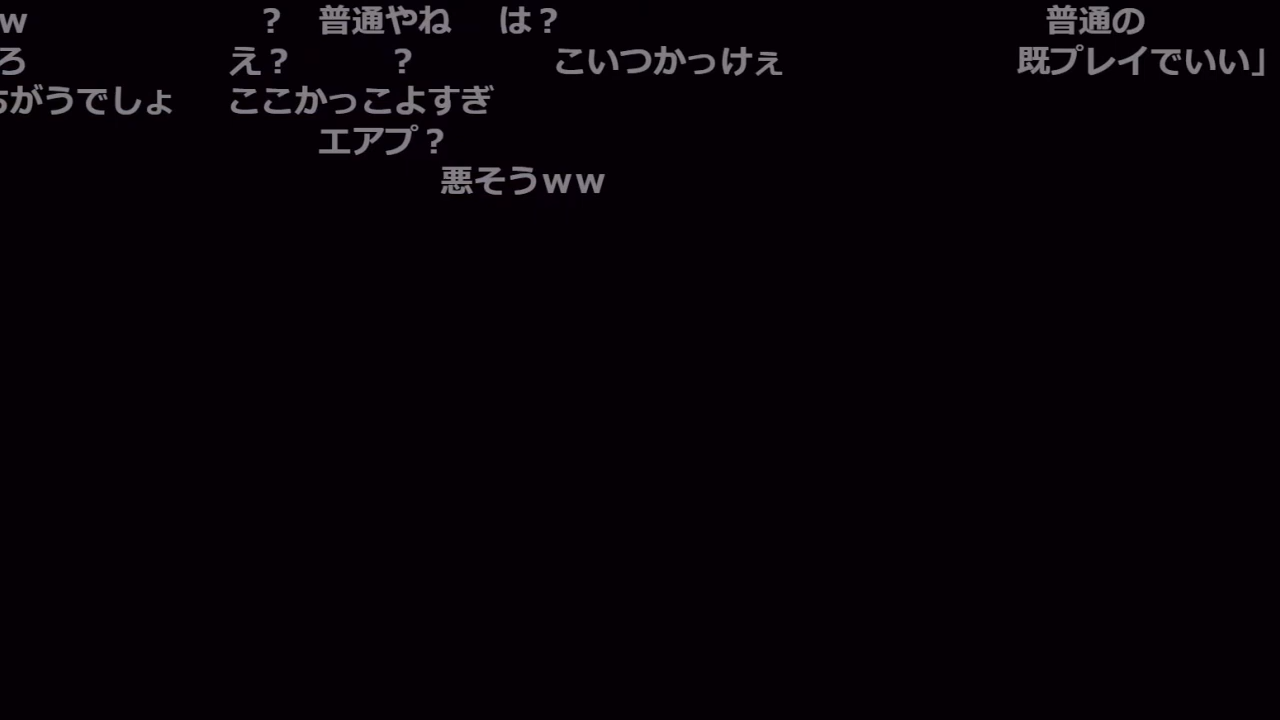 w ？ 普通やね は？ 普通の
ろ え？ ？ こいつかっけぇ 既プレイでいい」
がうでしょ ここかっこよすぎ
エアプ？
悪そうｗｗ